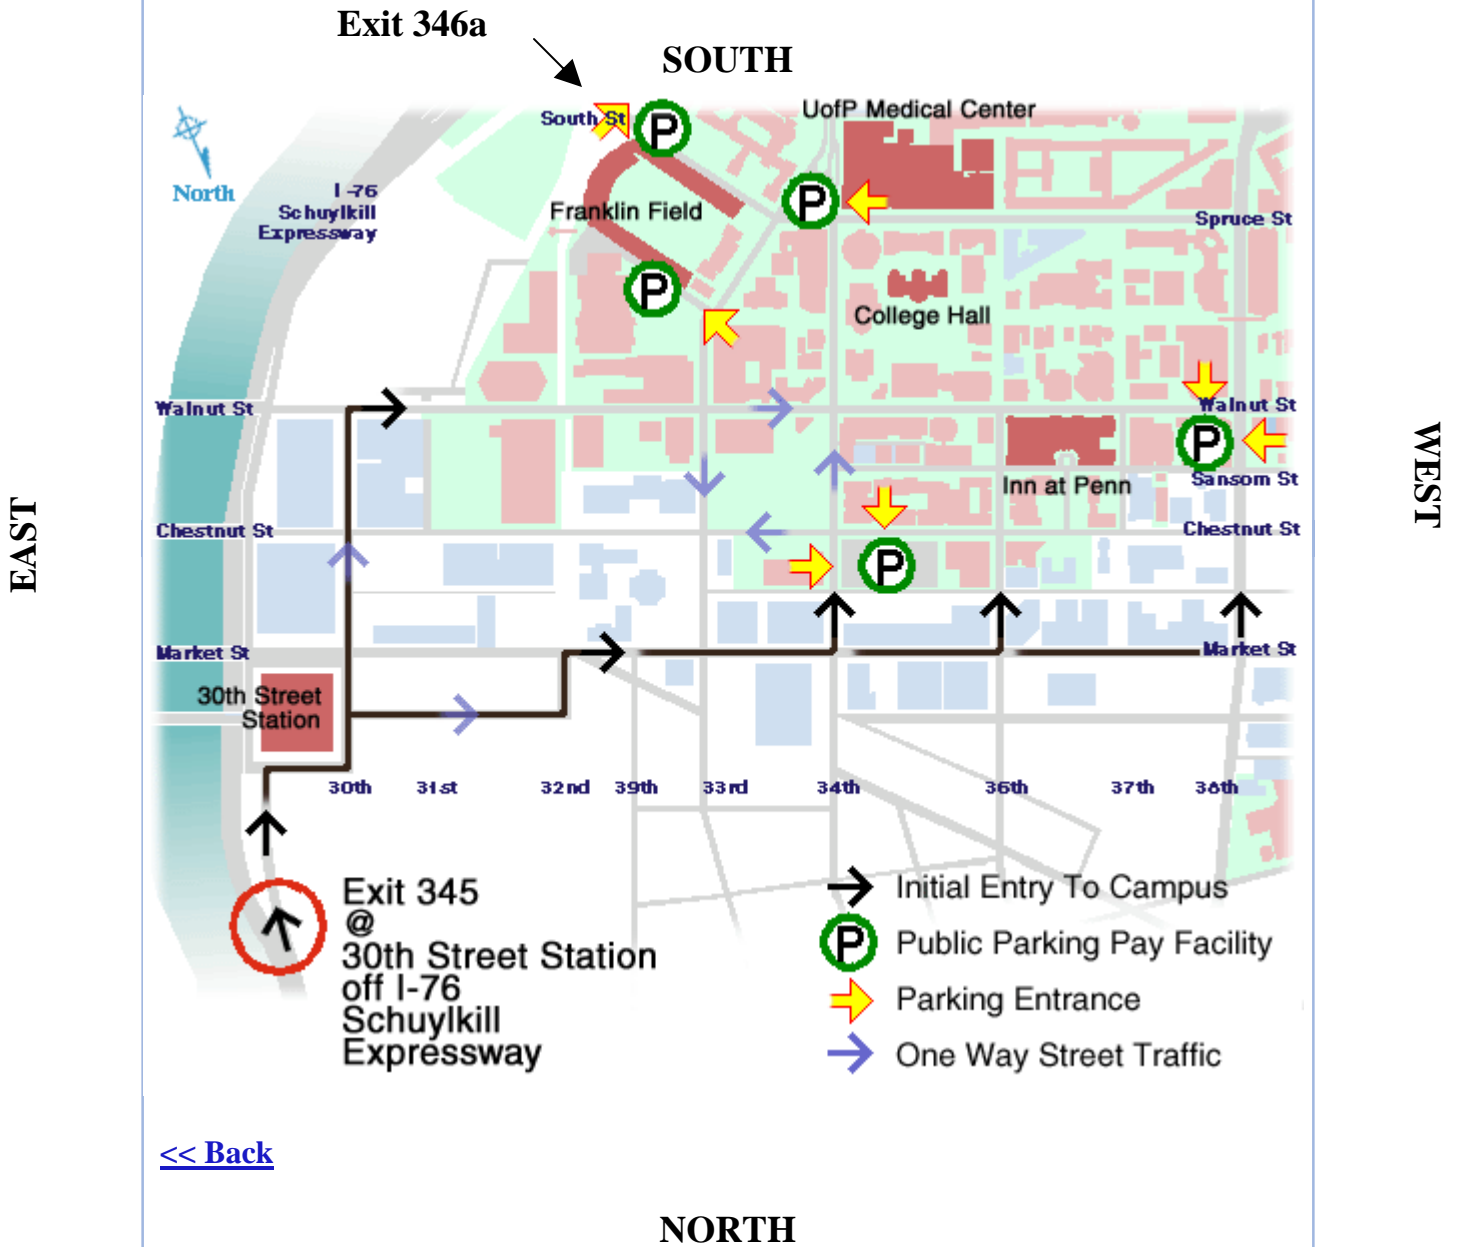 Exit 346a
SOUTH
South St
P
UofP Medical Center
North
I-76
Schuylkill
Expressway
Franklin Field
P
Spruce St
P
College Hall
Walnut St
Walnut St
P
Inn at Penn
Sansom St
WEST
EAST
Chestnut St
Chestnut St
P
Market St
Market St
30th Street
Station
30th
31st
32nd
39th
33rd
34th
36th
37th
38th
Exit 345
@
30th Street Station
off I-76
Schuylkill
Expressway
Initial Entry To Campus
P
Public Parking Pay Facility
Parking Entrance
One Way Street Traffic
<< Back
NORTH